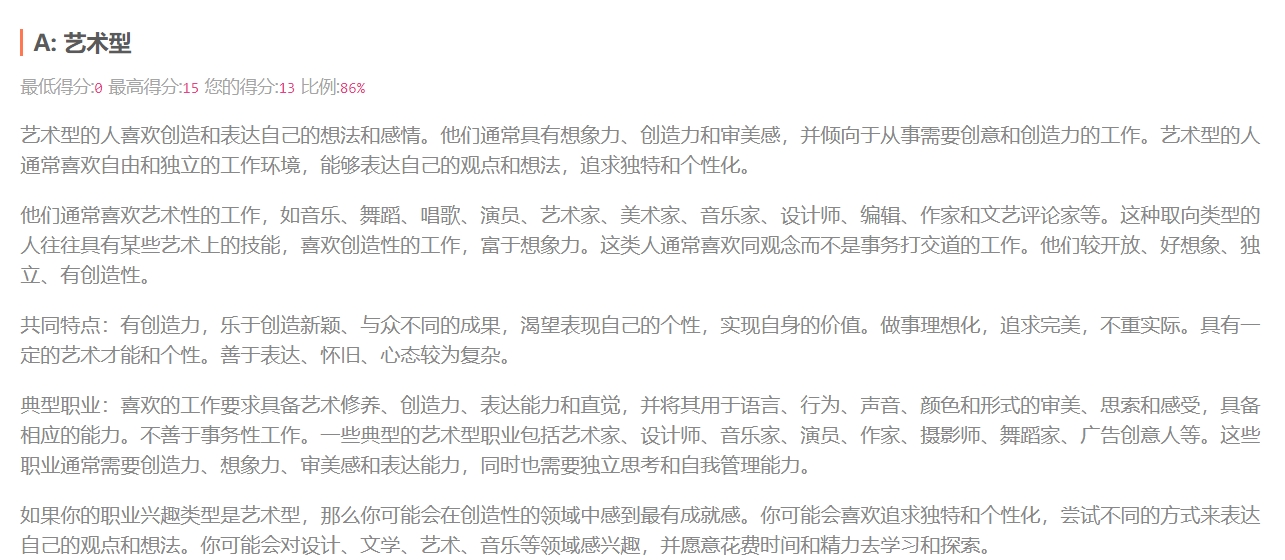 A: 艺术型
最低得分:0 最高得分:15 您的得分:13 比例:86%
艺术型的人喜欢创造和表达自己的想法和感情。他们通常具有想象力、创造力和审美感，并倾向于从事需要创意和创造力的工作。艺术型的人
通常喜欢自由和独立的工作环境，能够表达自己的观点和想法，追求独特和个性化。
他们通常喜欢艺术性的工作，如音乐、舞蹈、唱歌、演员、艺术家、美术家、音乐家、设计师、编辑、作家和文艺评论家等。这种取向类型的
人往往具有某些艺术上的技能，喜欢创造性的工作，富于想象力。这类人通常喜欢同观念而不是事务打交道的工作。他们较开放、好想象、独
立、有创造性。
共同特点：有创造力，乐于创造新颖、与众不同的成果，渴望表现自己的个性，实现自身的价值。做事理想化，追求完美，不重实际。具有一
定的艺术才能和个性。善于表达、怀旧、心态较为复杂。
典型职业：喜欢的工作要求具备艺术修养、创造力、表达能力和直觉，并将其用于语言、行为、声音、颜色和形式的审美、思索和感受，具备
相应的能力。不善于事务性工作。一些典型的艺术型职业包括艺术家、设计师、音乐家、演员、作家、摄影师、舞蹈家、广告创意人等。这些
职业通常需要创造力、想象力、审美感和表达能力，同时也需要独立思考和自我管理能力。
如果你的职业兴趣类型是艺术型，那么你可能会在创造性的领域中感到最有成就感。你可能会喜欢追求独特和个性化，尝试不同的方式来表达
自己的观点和想法。你可能会对设计、文学、艺术、音乐等领域感兴趣，并愿意花费时间和精力去学习和探索。